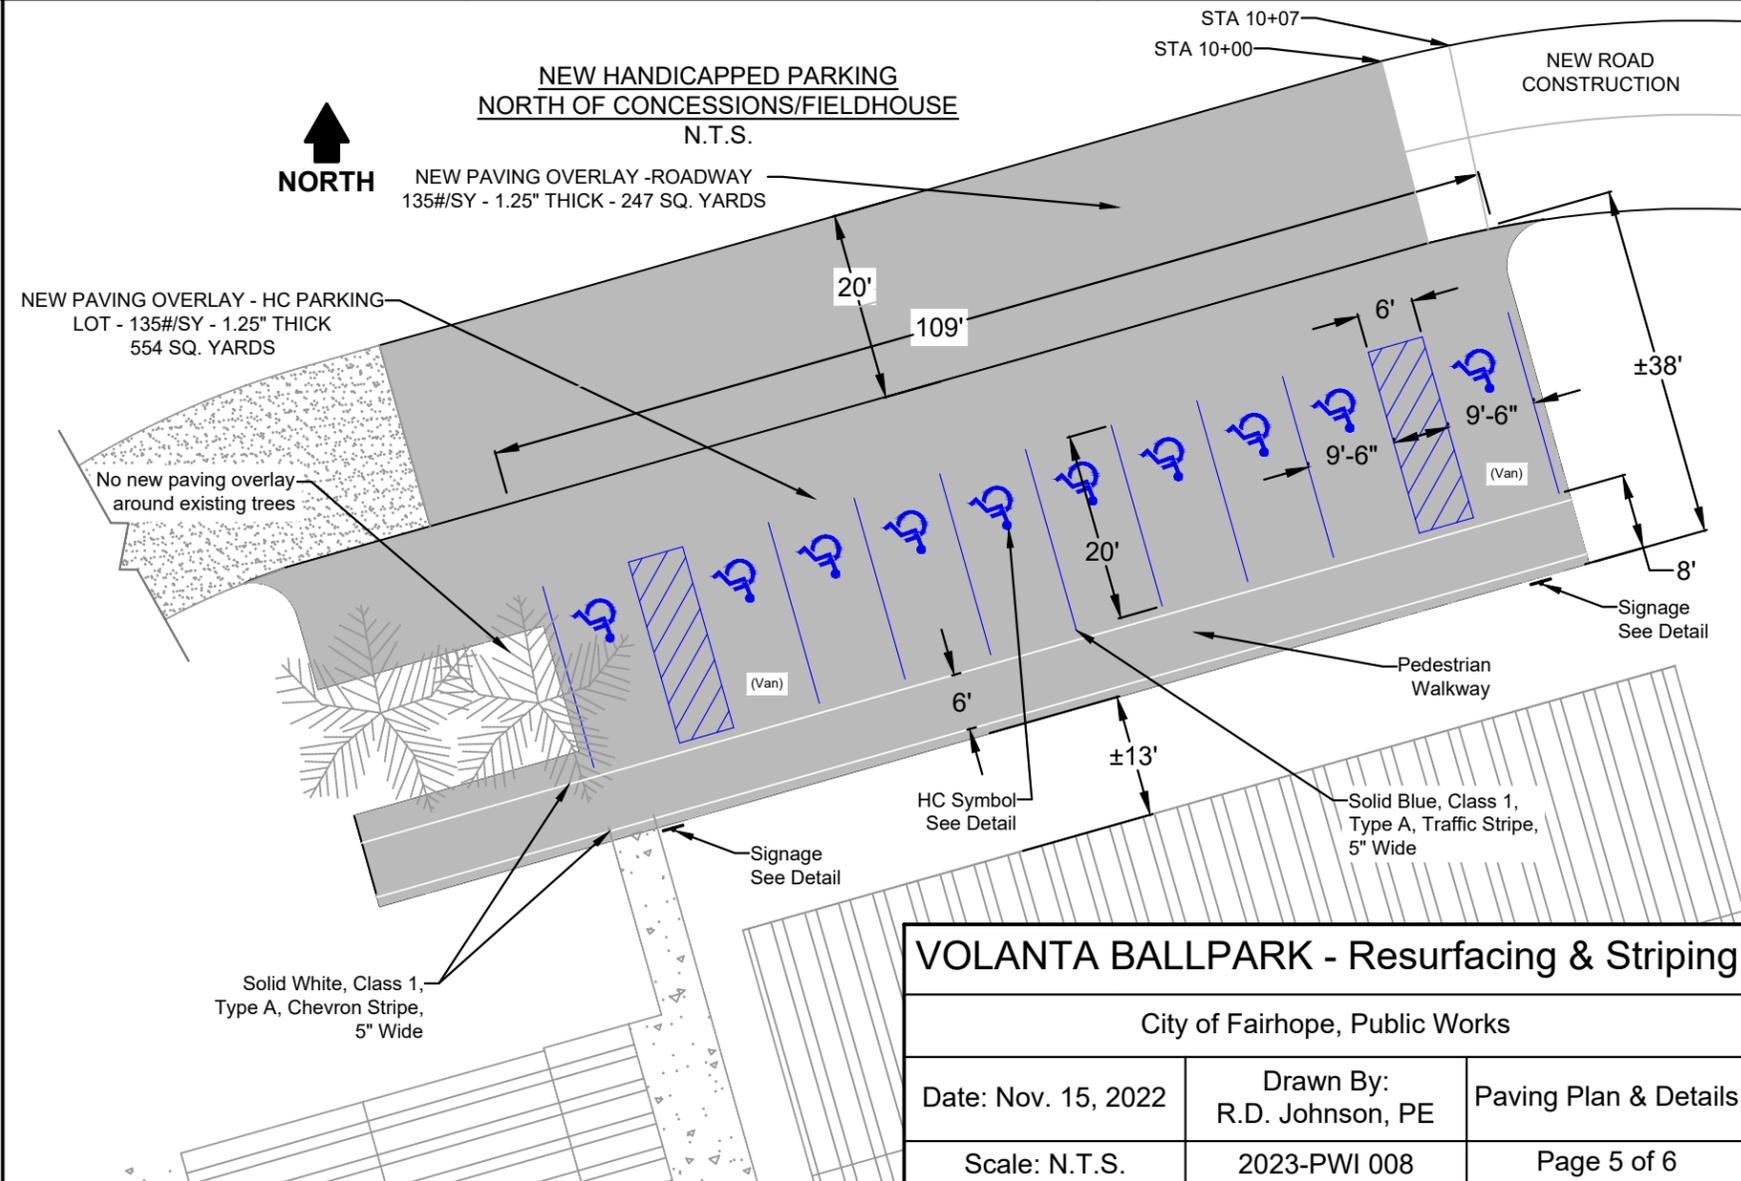 STA 10+07
STA 10+00
NEW ROAD
CONSTRUCTION
NEW HANDICAPPED PARKING
NORTH OF CONCESSIONS/FIELDHOUSE
N.T.S.
NORTH
NEW PAVING OVERLAY -ROADWAY
135#/SY - 1.25" THICK - 247 SQ. YARDS
20'
109'
NEW PAVING OVERLAY - HC PARKING
LOT - 135#/SY - 1.25" THICK
554 SQ. YARDS
6'
±38'
9'-6"
9'-6"
(Van)
No new paving overlay
around existing trees
20'
8'
Signage
See Detail
Pedestrian
Walkway
(Van)
6'
±13'
HC Symbol
See Detail
Solid Blue, Class 1,
Type A, Traffic Stripe,
5" Wide
Signage
See Detail
Solid White, Class 1,
Type A, Chevron Stripe,
5" Wide
VOLANTA BALLPARK - Resurfacing & Striping
City of Fairhope, Public Works
Date: Nov. 15, 2022
Drawn By:
R.D. Johnson, PE
Paving Plan & Details
Scale: N.T.S.
2023-PWI 008
Page 5 of 6